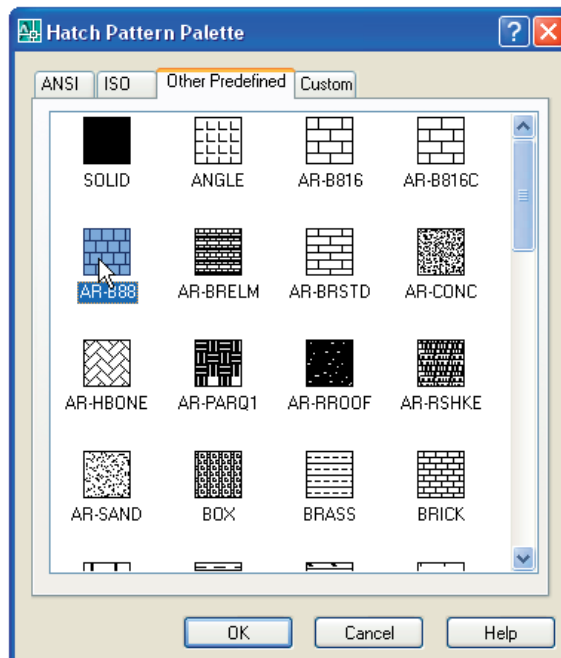 Hatch Pattern Palette
ANSI ISO Other Predefined Custom
SOLID ANGLE AR-B816 AR-B816C
AR-B88 AR-BRELM AR-BRSTD AR-CONC
AR-HBONE AR-PARQ1 AR-RROOF AR-RSHKE
AR-SAND BOX BRASS BRICK
OK Cancel Help